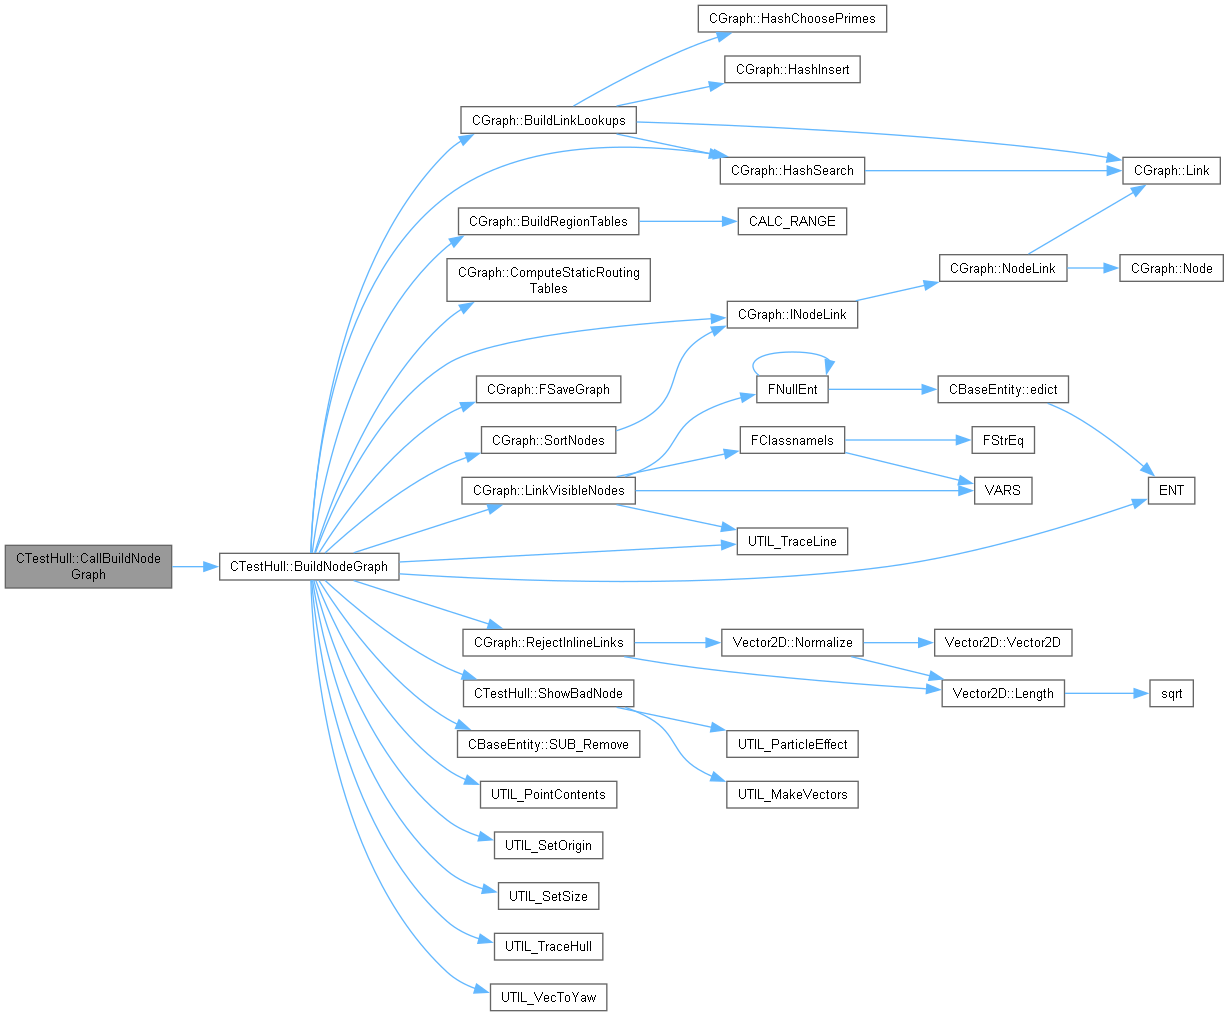 CGraph::HashChoosePrimes
CGraph::HashInsert
CGraph::BuildLinkLookups
CGraph::HashSearch
CGraph::Link
CGraph::BuildRegionTables
CALC_RANGE
CGraph::ComputeStaticRouting
Tables
CGraph::NodeLink
CGraph::Node
CGraph::INodeLink
CGraph::FSaveGraph
FNullEnt
CBaseEntity::edict
CGraph::SortNodes
FClassnameIs
FStrEq
CGraph::LinkVisibleNodes
VARS
ENT
UTIL_TraceLine
CTestHull::CallBuildNode
Graph
CTestHull::BuildNodeGraph
CGraph::RejectInlineLinks
Vector2D::Normalize
Vector2D::Vector2D
CTestHull::ShowBadNode
Vector2D::Length
sqrt
CBaseEntity::SUB_Remove
UTIL_ParticleEffect
UTIL_PointContents
UTIL_MakeVectors
UTIL_SetOrigin
UTIL_SetSize
UTIL_TraceHull
UTIL_VecToYaw